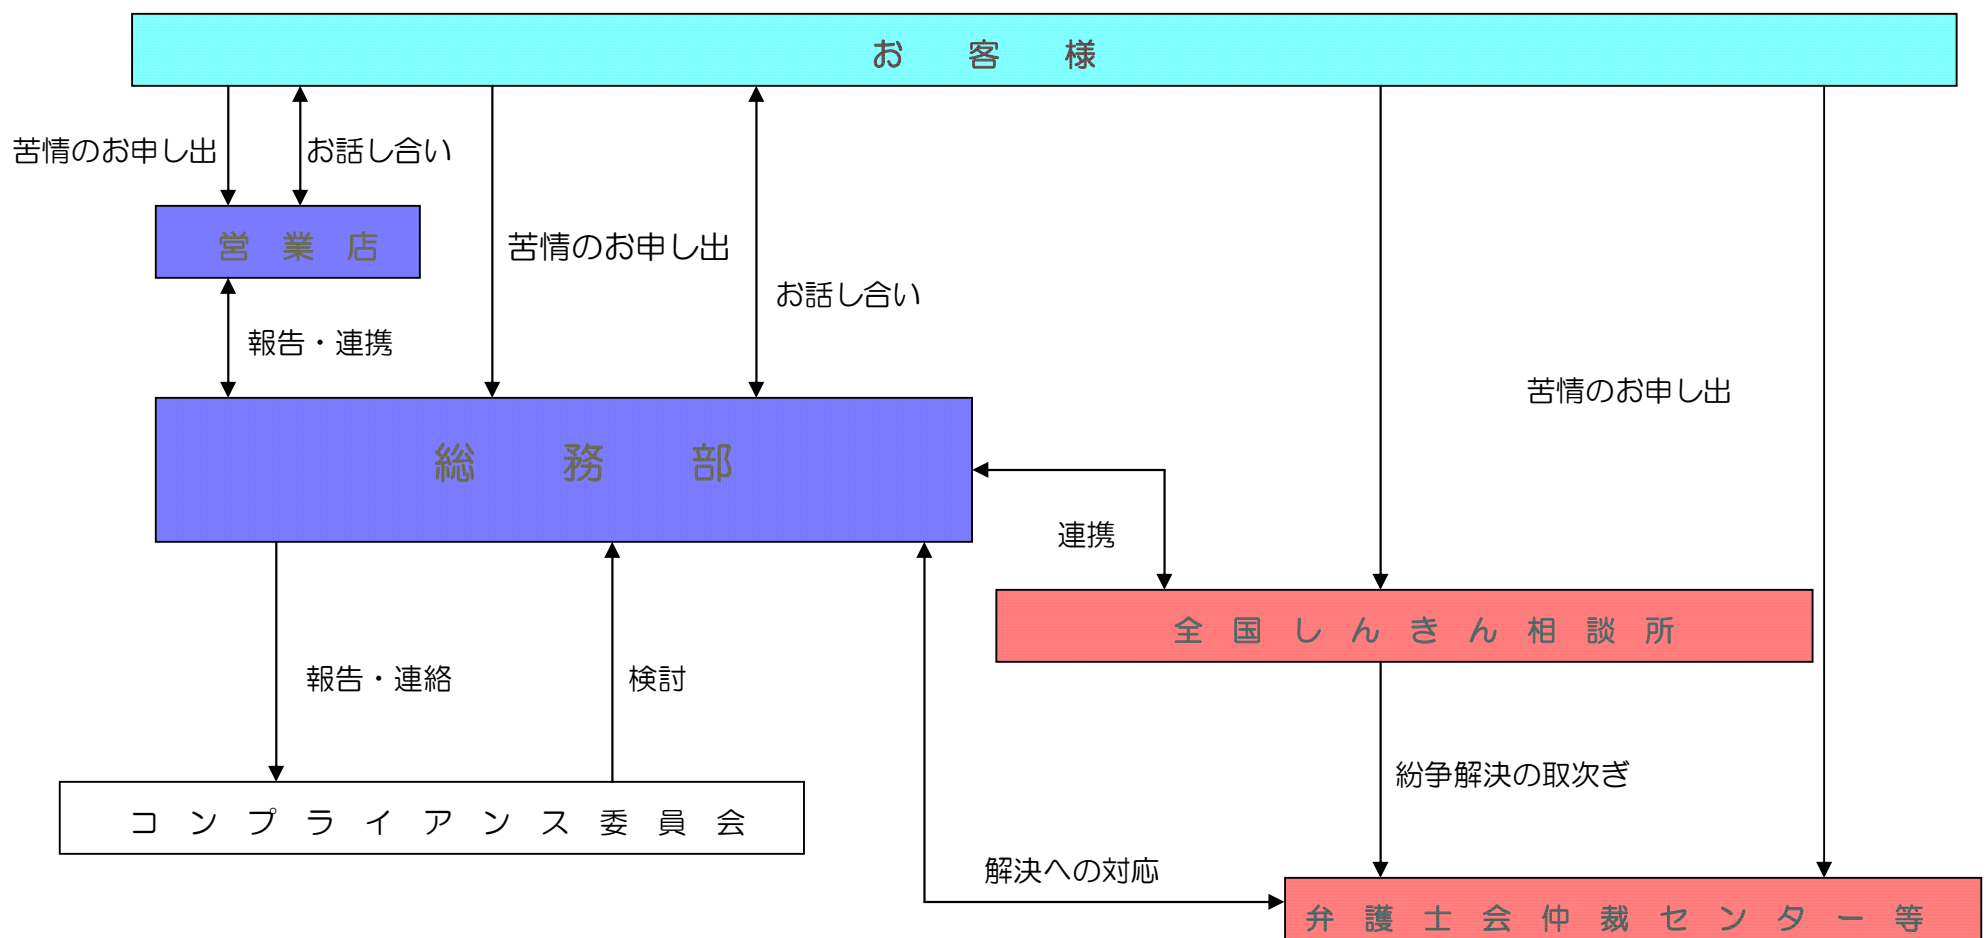 お客様
苦情のお申し出
お話し合い
営業店
苦情のお申し出
お話し合い
報告・連携
苦情のお申し出
総務部
連携
全国しんきん相談所
報告・連絡
検討
紛争解決の取次ぎ
コンプライアンス委員会
解決への対応
弁護士会仲裁センター等